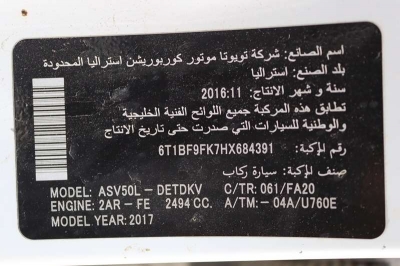 اسم الصانع: شركة تويوتا موتور كوربوريشن استراليا المحدودة
بلد الصنع: استراليا
سنة و شهر الانتاج: 2016:11
تطابق هذه المركبة جميع اللوائح الفنية الخليجية
والوطنية للسيارات التي صدرت حتى تاريخ الانتاج
رقم المركبة: 6T1BF9FK7HX684391
صنف المركبة: سيارة ركاب
MODEL: ASV50L - DETDKV C/TR: 061/FA20
ENGINE: 2AR - FE 2494 CC. A/TM: -04A/U760E
MODEL YEAR: 2017